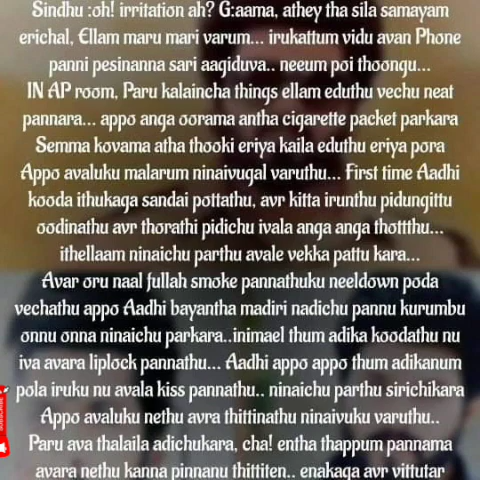 Sindhu :oh! irritation ah? G:aama, athey tha sila samayam
erichal, Ellam maru mari varum... irukattum vidu avan Phone
panni pesinanna sari aagiduva.. neeum poi thoongu...
IN AP room, Paru kalaincha things ellam eduthu vechu neat
pannara... appo anga oorama antha cigarette packet parkara
Semma kovama atha thooki eriya kaila eduthu eriya pora
Appo avaluku malarum ninaivugal varuthu... First time Aadhi
kooda ithukaga sandai pottathu, avr kitta irunthu pidungittu
oodinathu avr thorathi pidichu ivala anga anga thottthu...
ithellaam ninaichu parthu avale vekka pattu kara...
Avar oru naal fullah smoke pannathuku neeldown poda
vechathu appo Aadhi bayantha madiri nadichu pannu kurumbu
onnu onna ninaichu parkara..inimael thum adika koodathu nu
iva avara liplock pannathu... Aadhi appo appo thum adikanum
pola iruku nu avala kiss pannathu.. ninaichu parthu sirichikara
Appo avaluku nethu avra thittinathu ninaivuku varuthu..
Paru ava thalaila adichukara, cha! entha thappum pannama
avara nethu kanna pinnanu thittiten.. enakaga avr vittutar
SUBSCRIBE